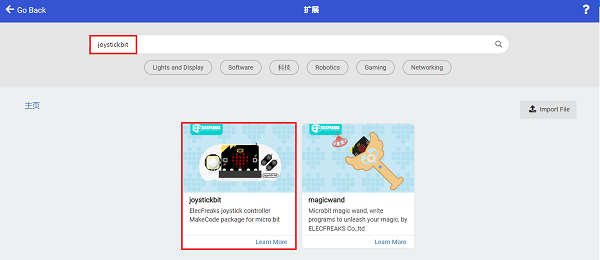 Go Back
扩展
?
joystickbit
Lights and Display
Software
科技
Robotics
Gaming
Networking
主页
Import File
ELECFREAKS
ELECFREAKS
joystickbit
ElecFreaks joystick controller
MakeCode package for micro:bit
Learn More
magicwand
Microbit magic wand, write
programs to unleash your magic, by
ELECFREAKS Co.,ltd
Learn More